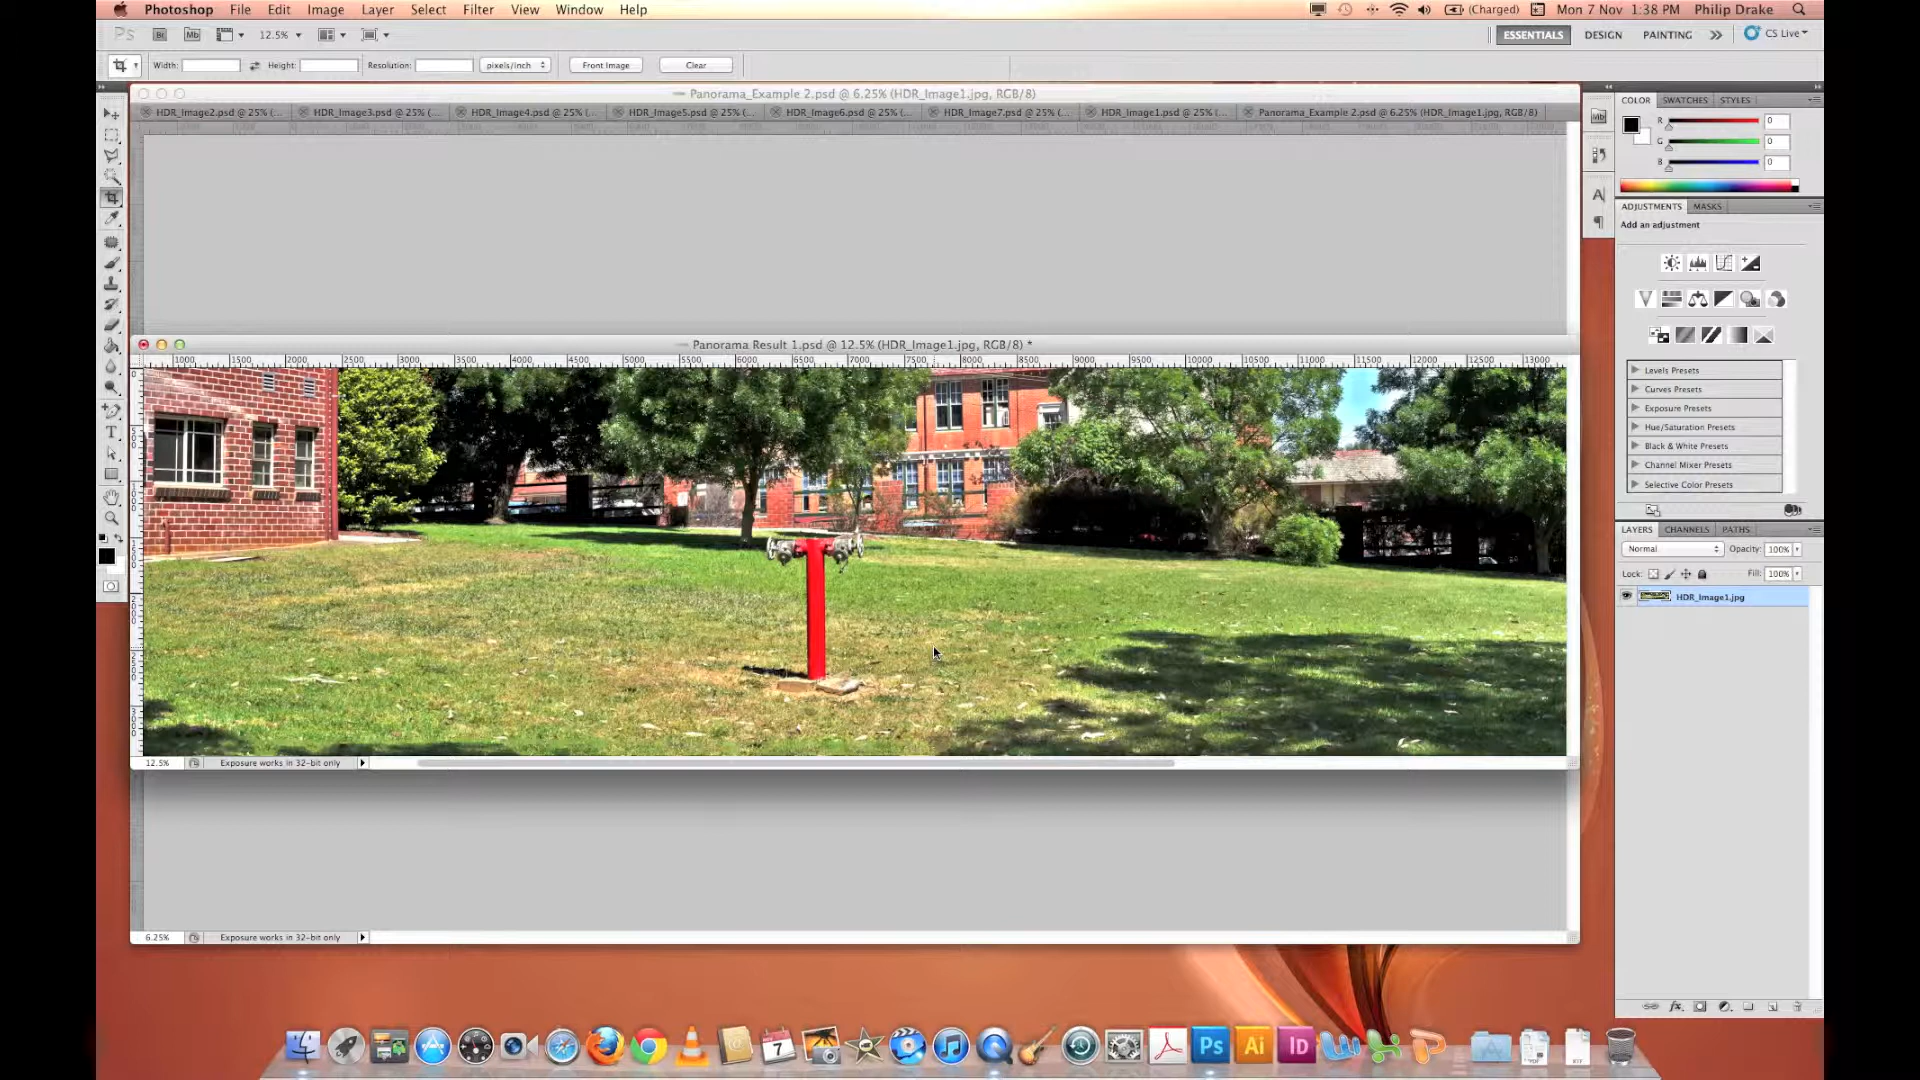 Photoshop File Edit Image Layer Select Filter View Window Help (Charged) Mon 7 Nov 1:38 PM Philip Drake
Ps Br Mb 12.5% ESSENTIALS DESIGN PAINTING CS Live
Width: Height: Resolution: pixels/inch Front Image Clear
Panorama_Example 2.psd @ 6.25% (HDR_Image1.jpg, RGB/8)
HDR_Image2.psd @ 25% (... HDR_Image3.psd @ 25% (... HDR_Image4.psd @ 25% (... HDR_Image5.psd @ 25% (... HDR_Image6.psd @ 25% (... HDR_Image7.psd @ 25% (... HDR_Image1.psd @ 25% (... Panorama_Example 2.psd @ 6.25% (HDR_Image1.jpg, RGB/8)
Panorama Result 1.psd @ 12.5% (HDR_Image1.jpg, RGB/8) *
1000 1500 2000 2500 3000 3500 4000 4500 5000 5500 6000 6500 7000 7500 8000 8500 9000 9500 10000 10500 11000 11500 12000 12500 13000
12.5% Exposure works in 32-bit only
6.25% Exposure works in 32-bit only
COLOR SWATCHES STYLES
R 0
G 0
B 0
ADJUSTMENTS MASKS
Add an adjustment
Levels Presets
Curves Presets
Exposure Presets
Hue/Saturation Presets
Black & White Presets
Channel Mixer Presets
Selective Color Presets
LAYERS CHANNELS PATHS
Normal Opacity: 100%
Lock: Fill: 100%
HDR_Image1.jpg
7 Ps Ai Id